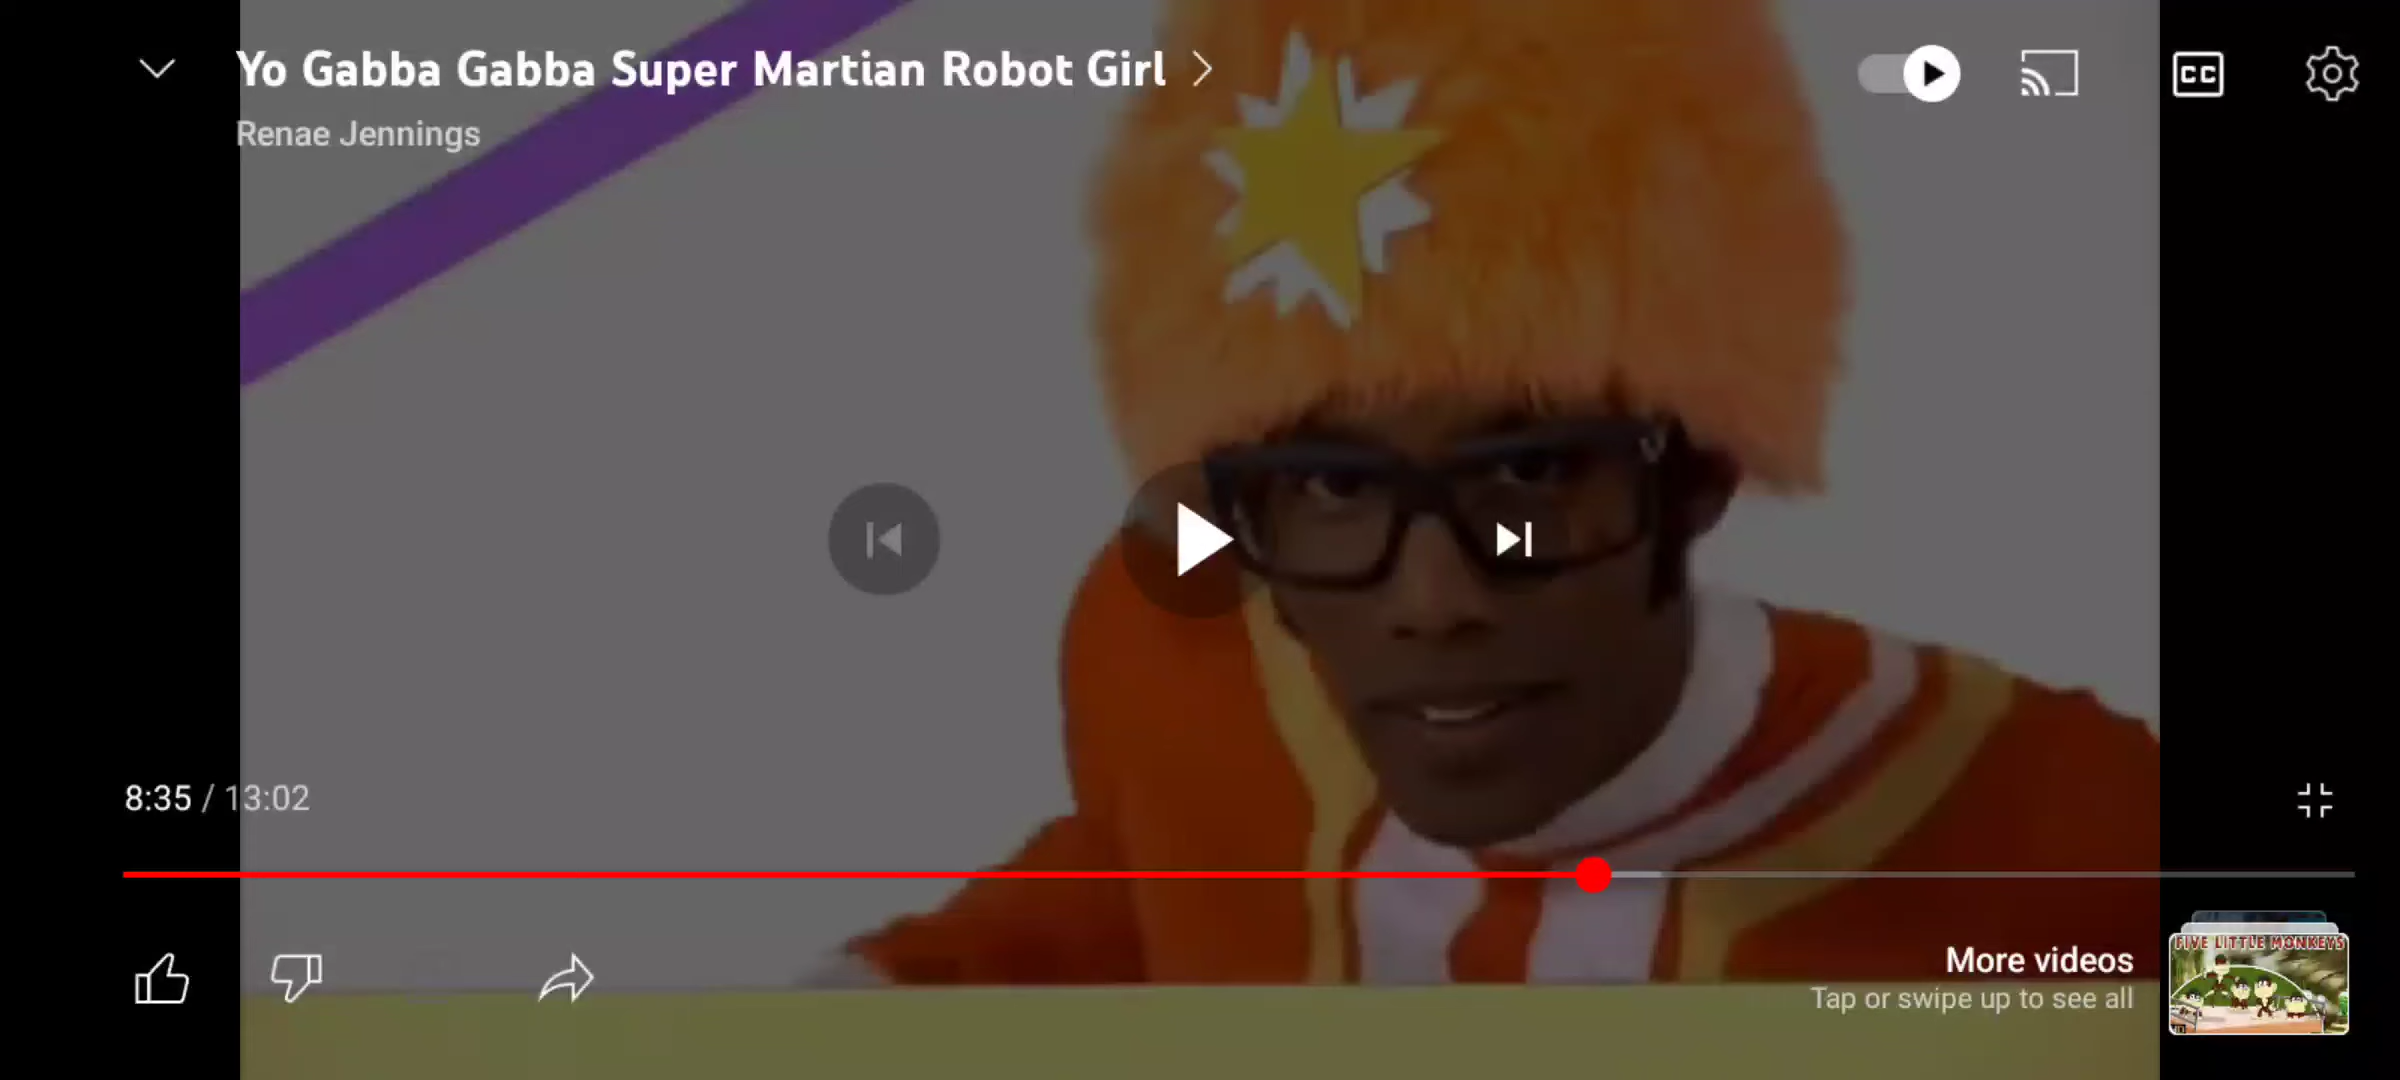 Yo Gabba Gabba Super Martian Robot Girl
Renae Jennings
CC
8:35 / 13:02
More videos
Tap or swipe up to see all
FIVE LITTLE MONKEYS